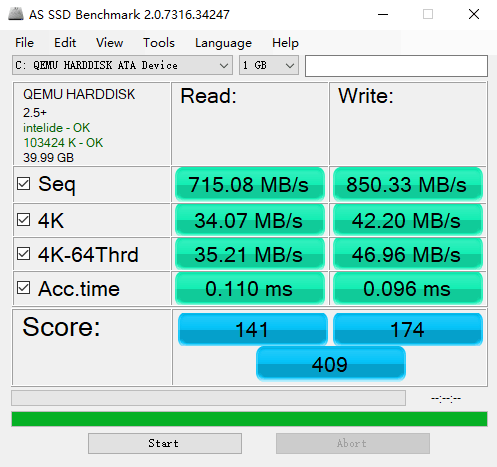 AS SSD Benchmark 2.0.7316.34247
File Edit View Tools Language Help
C: QEMU HARDDISK ATA Device 1 GB
QEMU HARDDISK
2.5+
intelide - OK
103424 K - OK
39.99 GB
Read: Write:
Seq 715.08 MB/s 850.33 MB/s
4K 34.07 MB/s 42.20 MB/s
4K-64Thrd 35.21 MB/s 46.96 MB/s
Acc.time 0.110 ms 0.096 ms
Score: 141 174
409
--:--:--
Start Abort